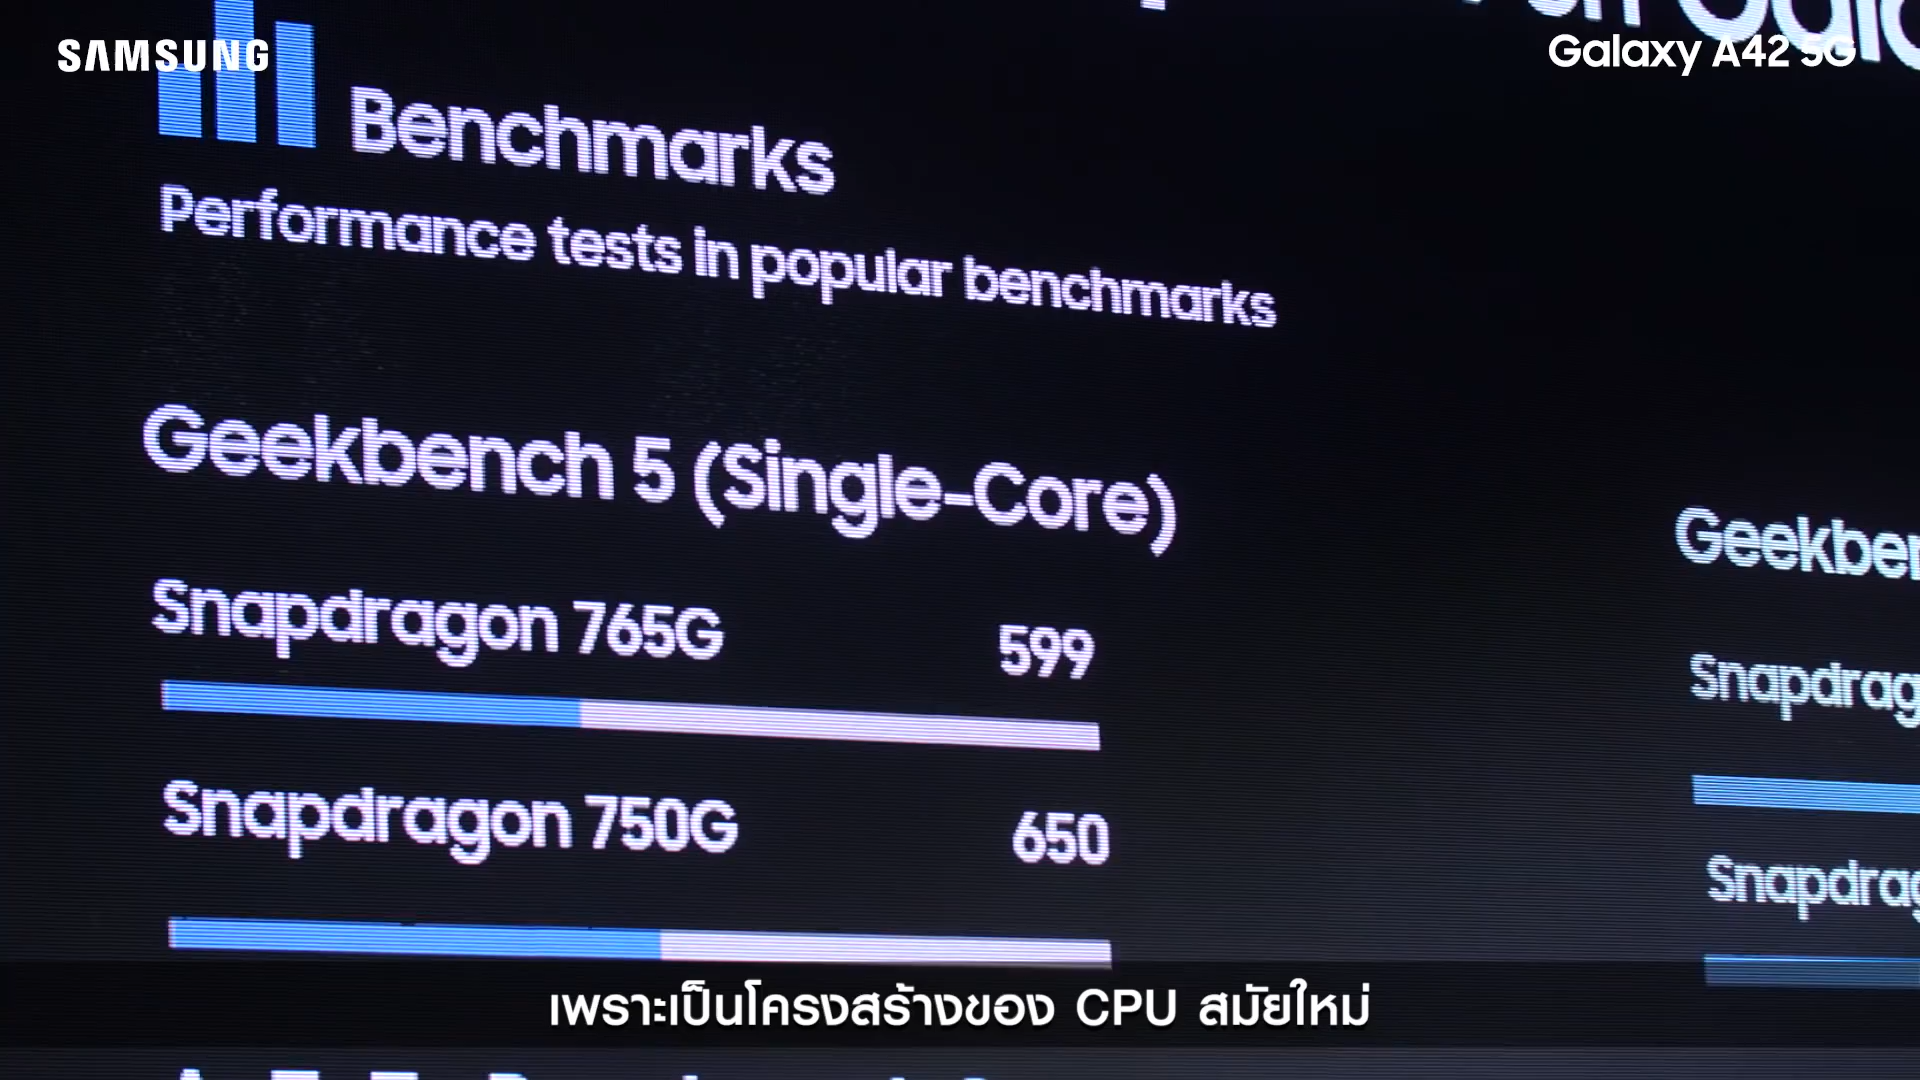 SAMSUNG
Galaxy A42 5G
Benchmarks
Performance tests in popular benchmarks
Geekbench 5 (Single-Core)
Snapdragon 765G 599
Snapdragon 750G 650
เพราะเป็นโครงสร้างของ CPU สมัยใหม่